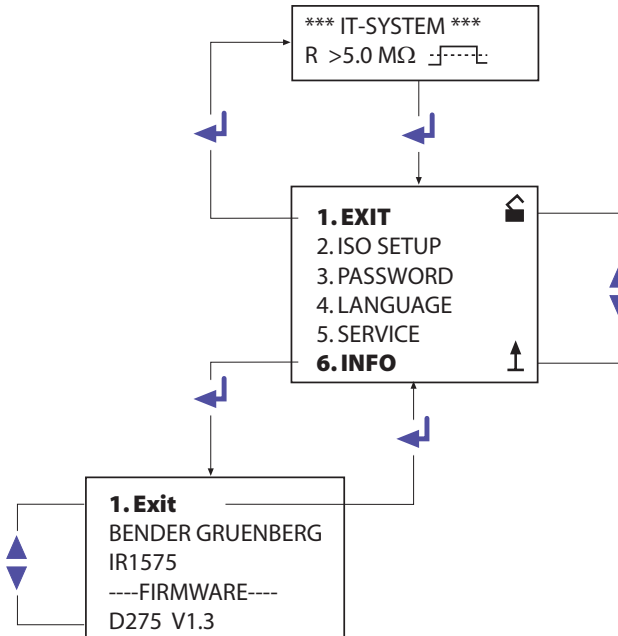 *** IT-SYSTEM ***
R >5.0 MΩ
1. EXIT
2. ISO SETUP
3. PASSWORD
4. LANGUAGE
5. SERVICE
6. INFO
1. Exit
BENDER GRUENBERG
IR1575
----FIRMWARE----
D275 V1.3